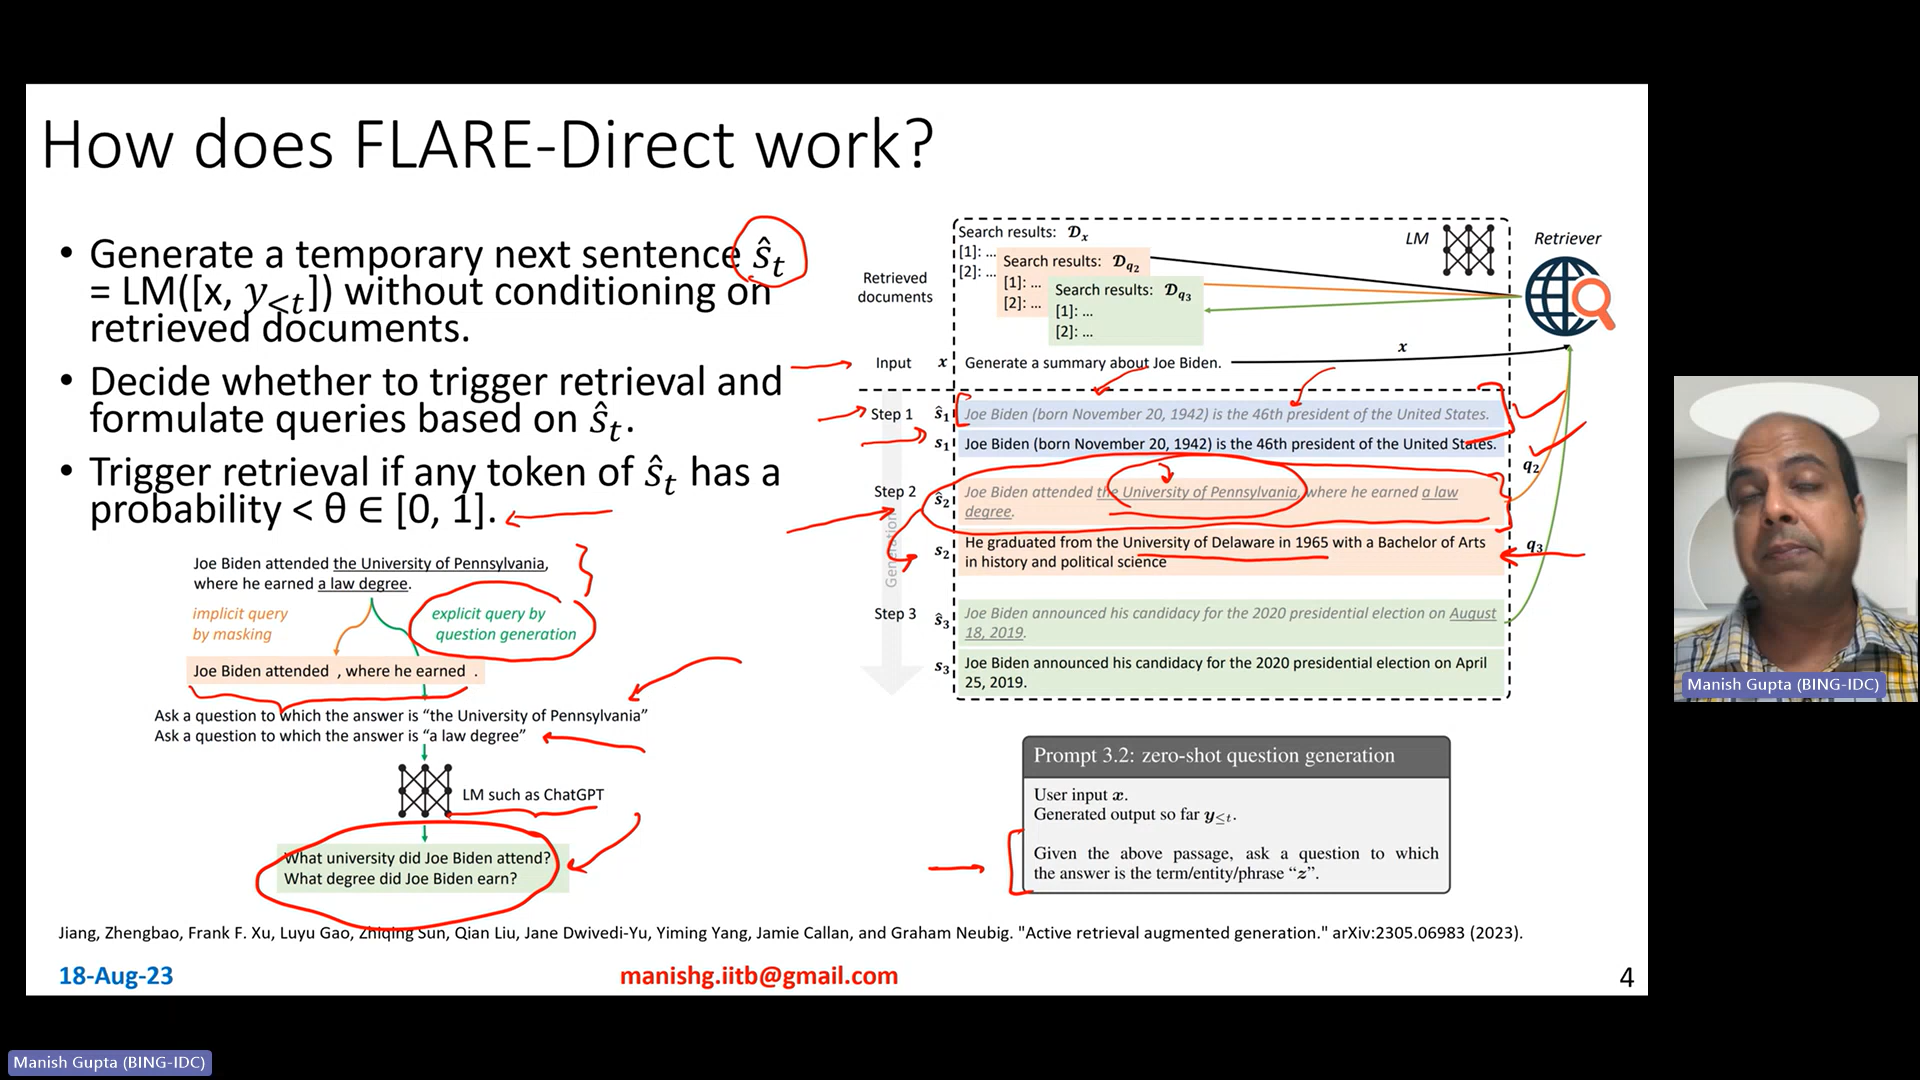 How does FLARE-Direct work?
• Generate a temporary next sentence ŝt
= LM([x, y<t]) without conditioning on
retrieved documents.
• Decide whether to trigger retrieval and
formulate queries based on ŝt.
• Trigger retrieval if any token of ŝt has a
probability < θ ∈ [0, 1].
Joe Biden attended the University of Pennsylvania,
where he earned a law degree.
implicit query
by masking
explicit query by
question generation
Joe Biden attended , where he earned .
Ask a question to which the answer is “the University of Pennsylvania”
Ask a question to which the answer is “a law degree”
LM such as ChatGPT
What university did Joe Biden attend?
What degree did Joe Biden earn?
Retrieved
documents
Search results: Dx
[1]: ...
[2]: ...
Search results: Dq2
[1]: ...
[2]: ...
Search results: Dq3
[1]: ...
[2]: ...
LM
Retriever
Input x Generate a summary about Joe Biden.
x
Generation
Step 1 ŝ1 Joe Biden (born November 20, 1942) is the 46th president of the United States.
s1 Joe Biden (born November 20, 1942) is the 46th president of the United States.
q2
Step 2 ŝ2 Joe Biden attended the University of Pennsylvania, where he earned a law
degree.
s2 He graduated from the University of Delaware in 1965 with a Bachelor of Arts
in history and political science
q3
Step 3 ŝ3 Joe Biden announced his candidacy for the 2020 presidential election on August
18, 2019.
s3 Joe Biden announced his candidacy for the 2020 presidential election on April
25, 2019.
Prompt 3.2: zero-shot question generation
User input x.
Generated output so far y≤t.
Given the above passage, ask a question to which
the answer is the term/entity/phrase “z”.
Jiang, Zhengbao, Frank F. Xu, Luyu Gao, Zhiqing Sun, Qian Liu, Jane Dwivedi-Yu, Yiming Yang, Jamie Callan, and Graham Neubig. "Active retrieval augmented generation." arXiv:2305.06983 (2023).
18-Aug-23
manishg.iitb@gmail.com
4
Manish Gupta (BING-IDC)
Manish Gupta (BING-IDC)